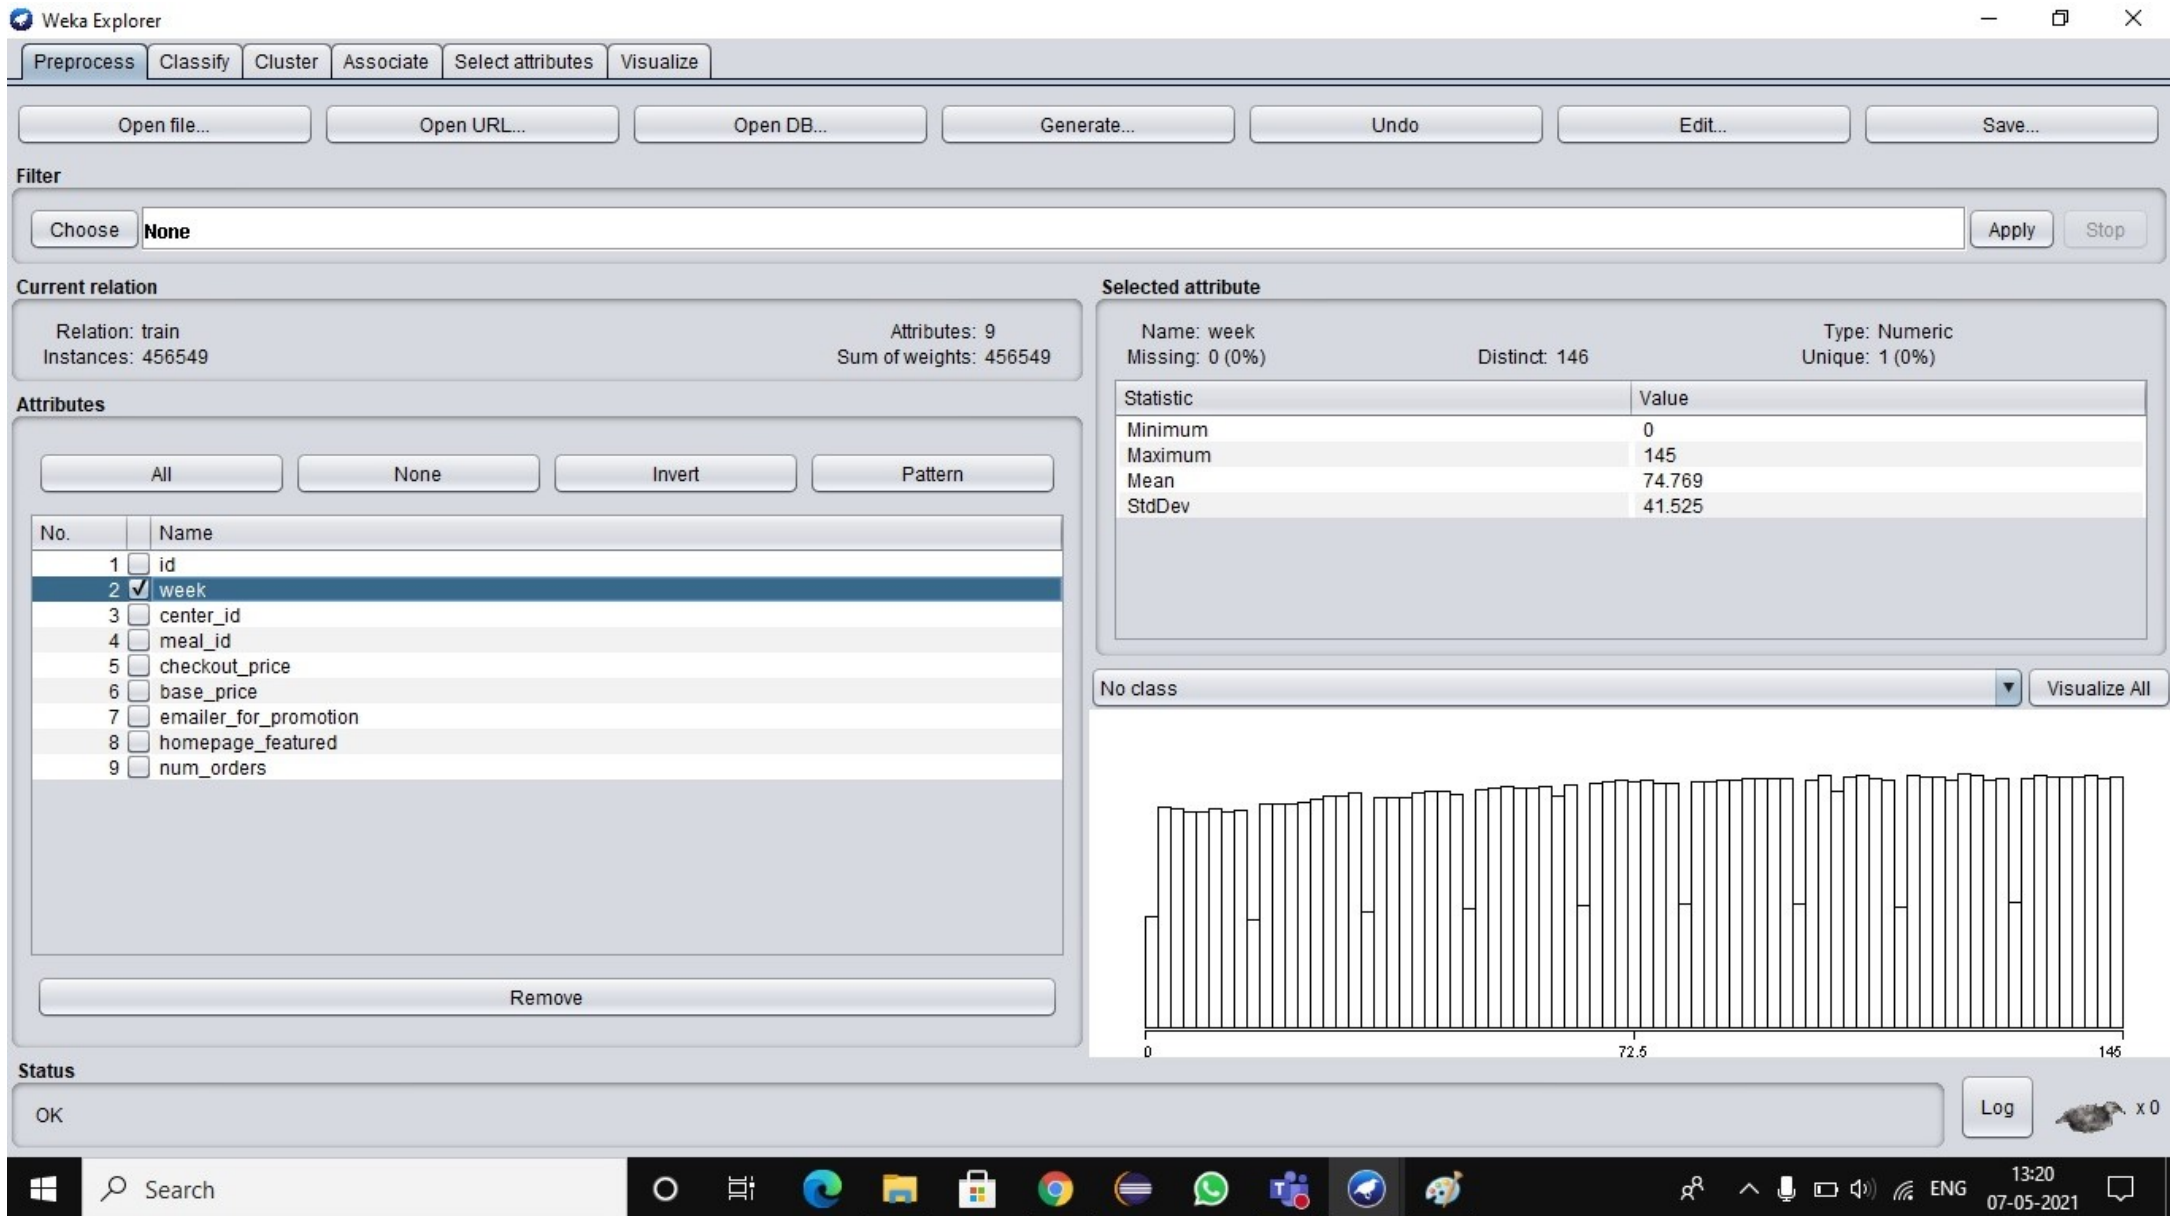 Weka Explorer
Preprocess Classify Cluster Associate Select attributes Visualize
Open file... Open URL... Open DB... Generate... Undo Edit... Save...
Filter
Choose None Apply Stop
Current relation
Relation: train Attributes: 9
Instances: 456549 Sum of weights: 456549
Selected attribute
Name: week Type: Numeric
Missing: 0 (0%) Distinct: 146 Unique: 1 (0%)
Statistic Value
Minimum 0
Maximum 145
Mean 74.769
StdDev 41.525
Attributes
All None Invert Pattern
No. Name
1 id
2 week
3 center_id
4 meal_id
5 checkout_price
6 base_price
7 emailer_for_promotion
8 homepage_featured
9 num_orders
Remove
No class Visualize All
0 72.5 145
Status
OK
Log x 0
Search
ENG
13:20
07-05-2021